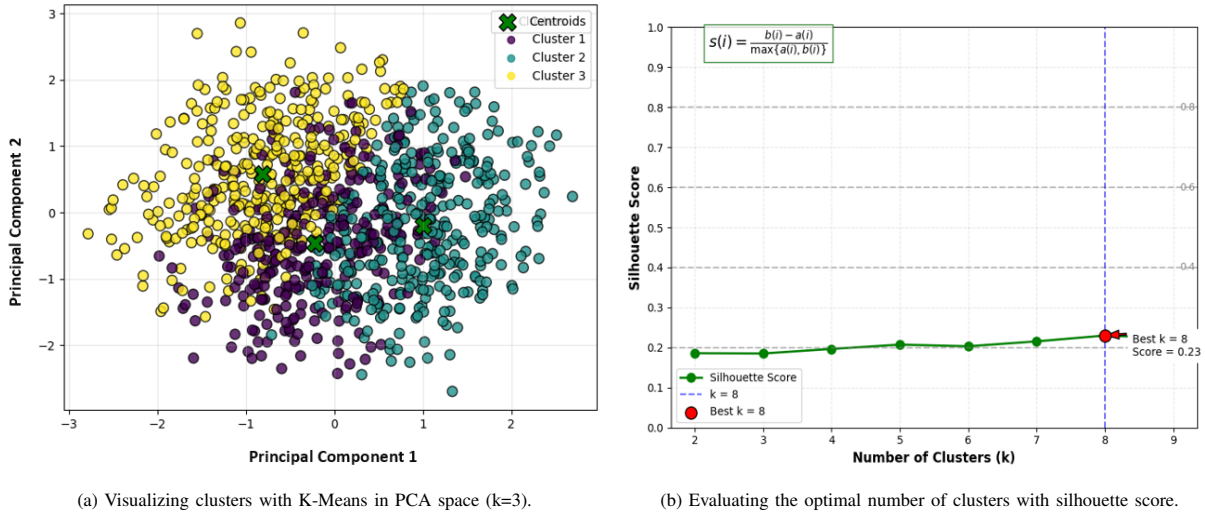 3
2
1
0
−1
−2
−3
−2
−1
0
1
2
Principal Component 2
Principal Component 1
Centroids
Cluster 1
Cluster 2
Cluster 3
(a) Visualizing clusters with K-Means in PCA space (k=3).
1.0
0.9
0.8
0.7
0.6
0.5
0.4
0.3
0.2
0.1
0.0
Silhouette Score
s(i) = b(i) − a(i) / max{a(i), b(i)}
0.8
0.6
0.4
Best k = 8
Score = 0.23
Silhouette Score
k = 8
Best k = 8
2
3
4
5
6
7
8
9
Number of Clusters (k)
(b) Evaluating the optimal number of clusters with silhouette score.